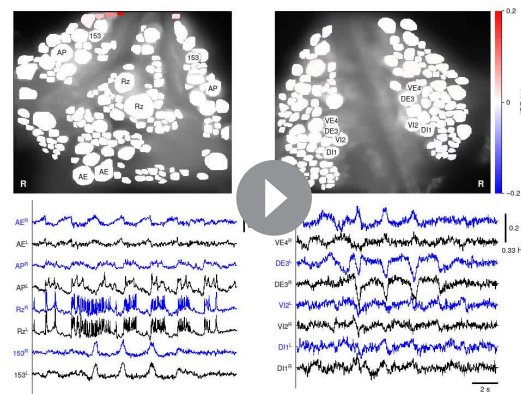 153
AP
153
Rz
AP
Rz
AE
AE
R
VE4
DE3
VE4
DE3
VI2
VI2
DI1
DI1
R
0.2
0
−0.2
AE^R
AE^L
AP^R
AP^L
Rz^R
Rz^L
153^R
153^L
0.2
0.33 H
VE4^R
DE3^L
DE3^R
VI2^L
VI2^R
DI1^L
DI1^R
2 s